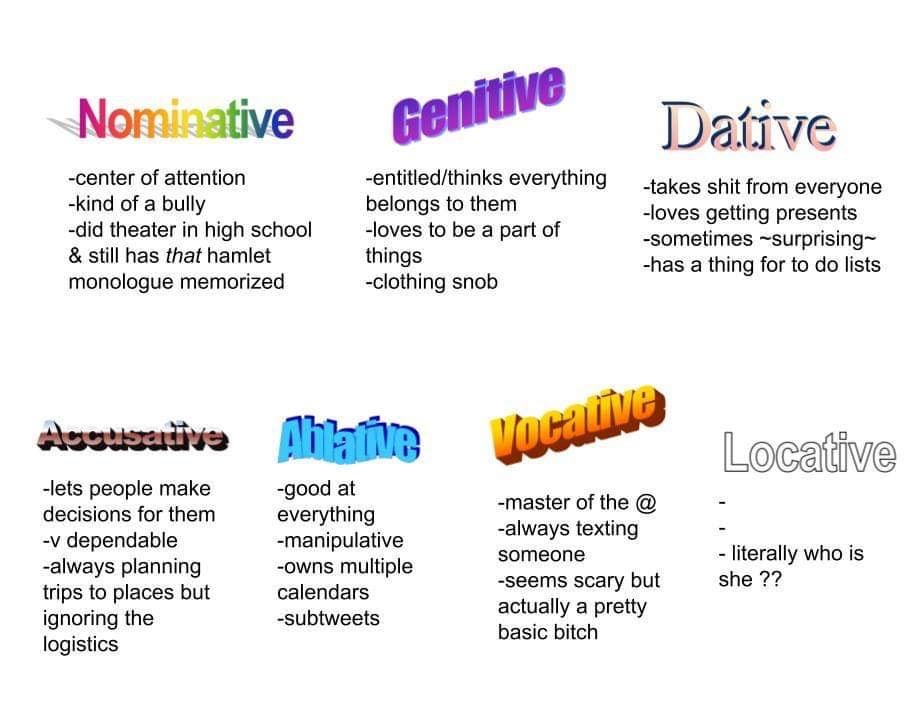 Nominative
-center of attention
-kind of a bully
-did theater in high school
& still has that hamlet
monologue memorized
Genitive
-entitled/thinks everything
belongs to them
-loves to be a part of
things
-clothing snob
Dative
-takes shit from everyone
-loves getting presents
-sometimes ~surprising~
-has a thing for to do lists
Accusative
-lets people make
decisions for them
-v dependable
-always planning
trips to places but
ignoring the
logistics
Ablative
-good at
everything
-manipulative
-owns multiple
calendars
-subtweets
Vocative
-master of the @
-always texting
someone
-seems scary but
actually a pretty
basic bitch
Locative
-
-
- literally who is
she ??